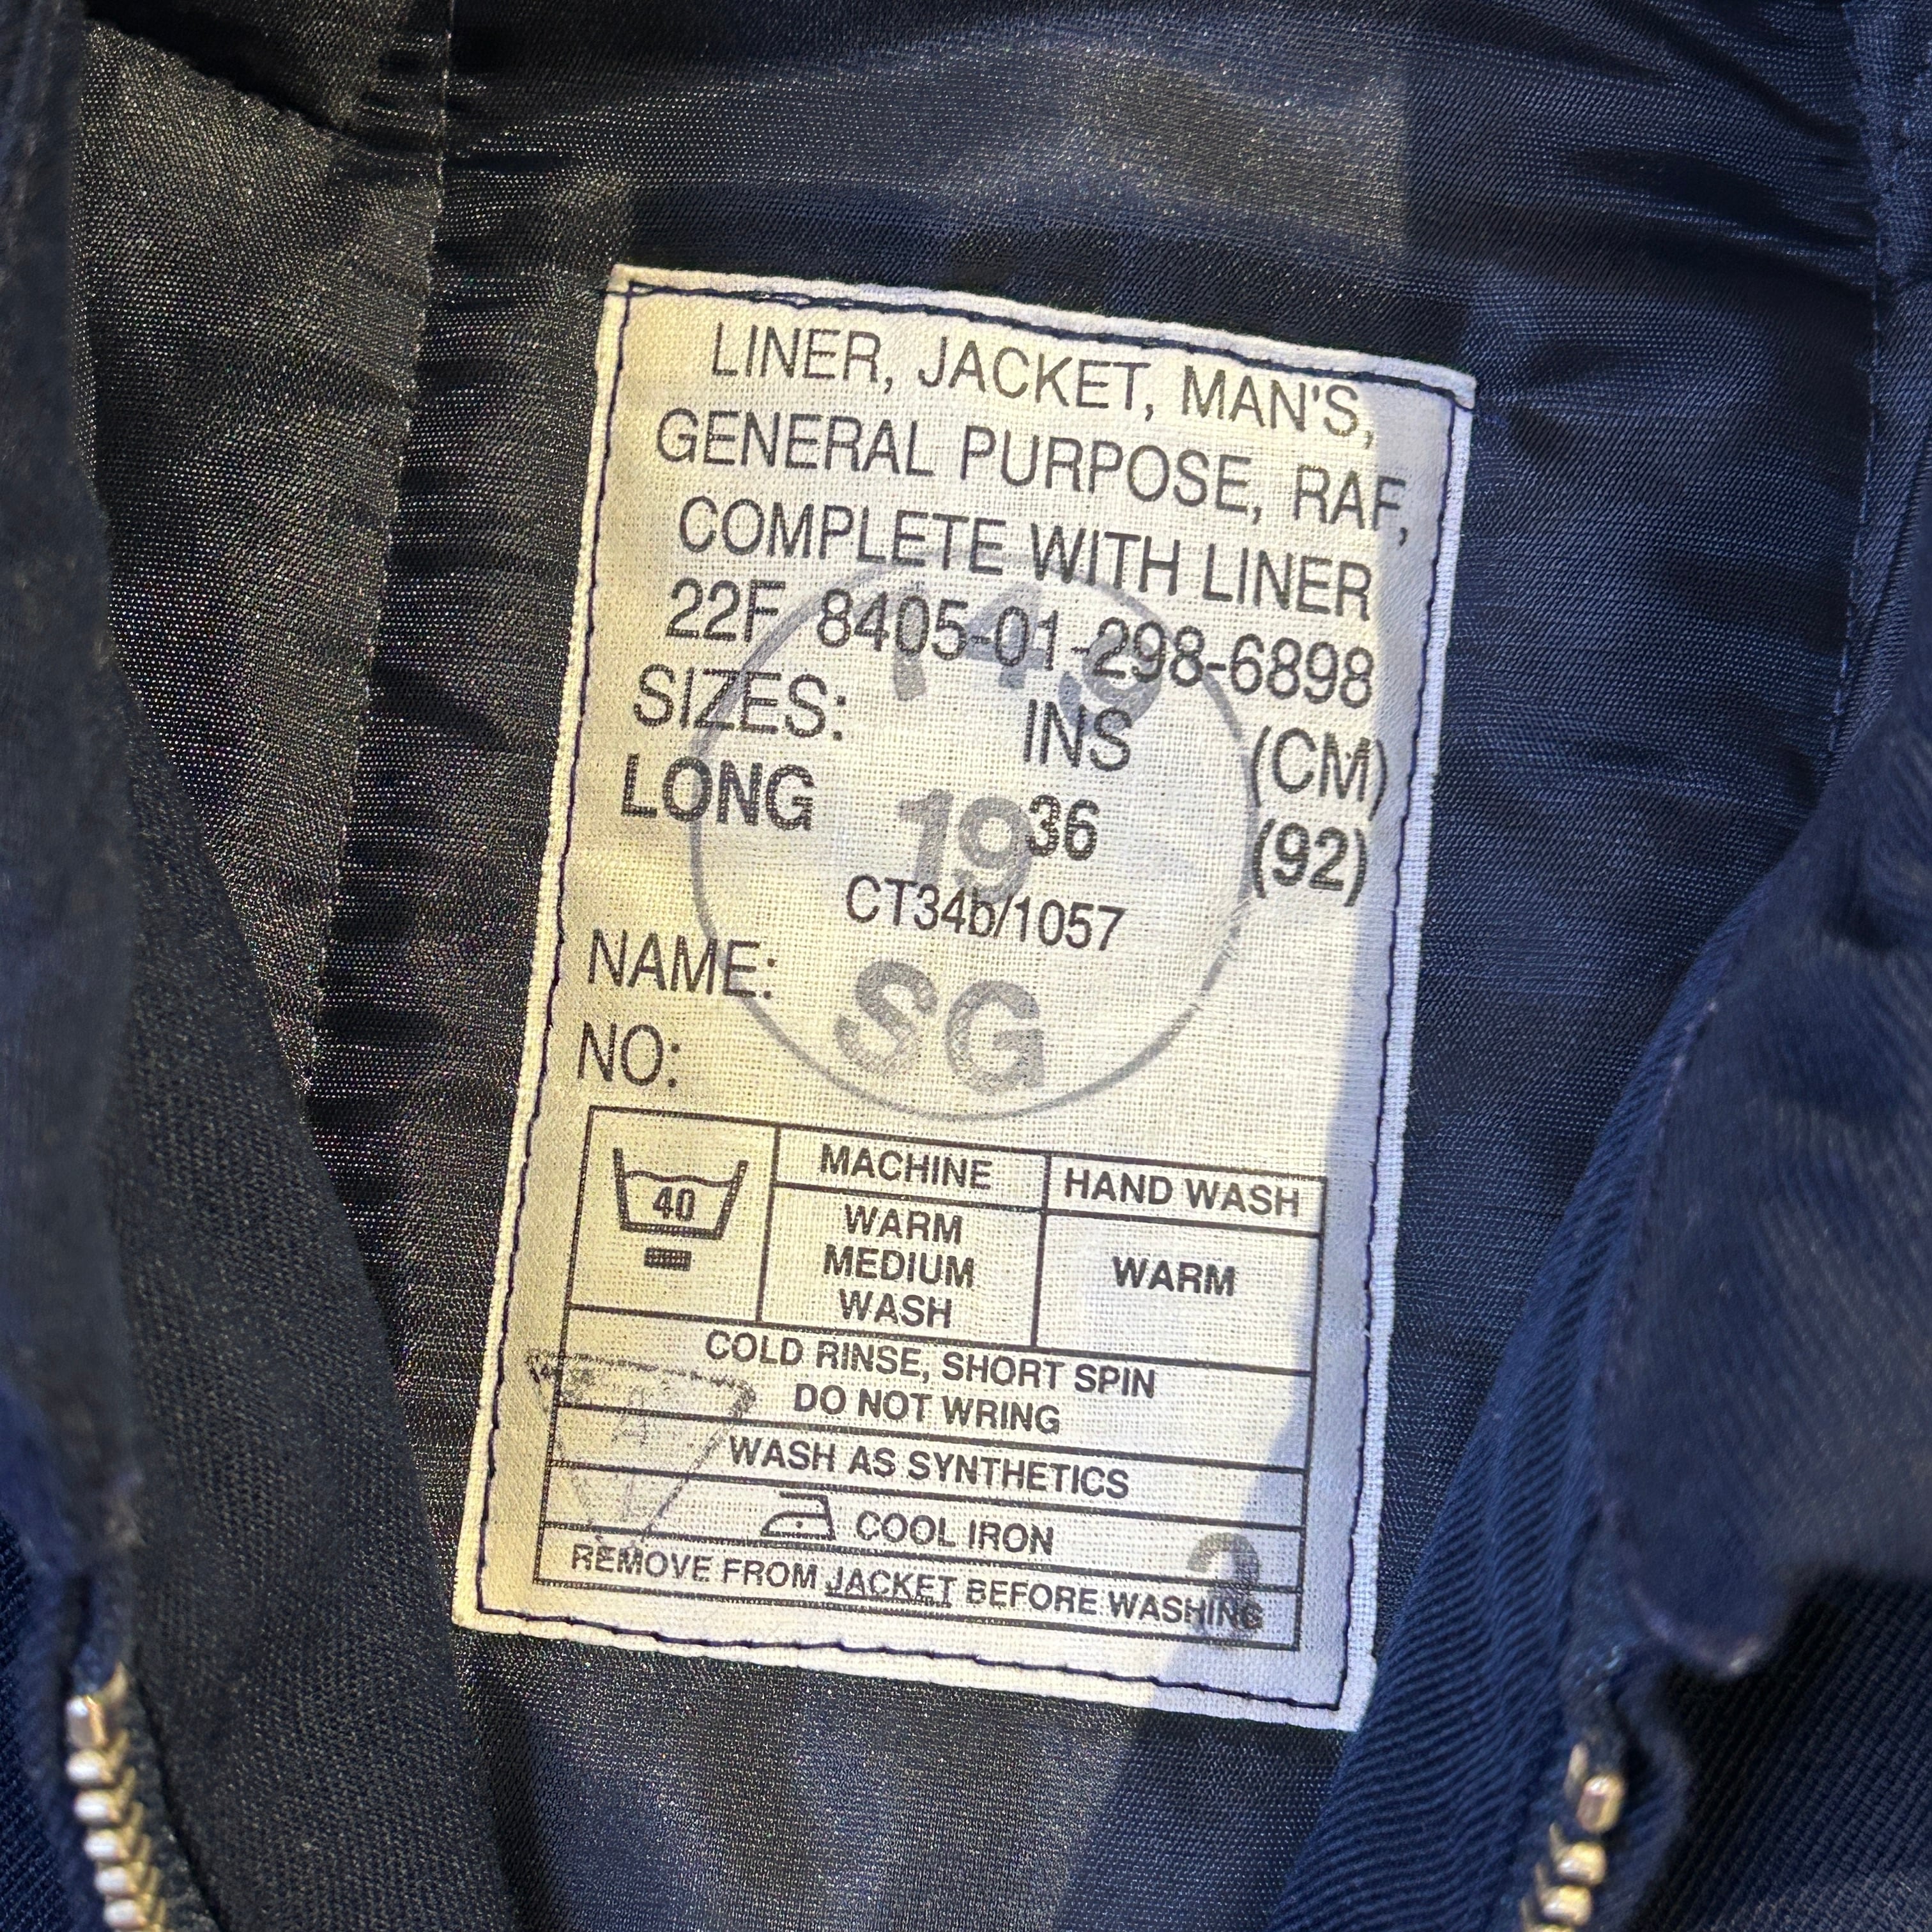 LINER, JACKET, MAN'S,
GENERAL PURPOSE, RAF,
COMPLETE WITH LINER
22F 8405-01-298-6898
SIZES: INS (CM)
LONG 36 (92)
19
CT34b/1057
NAME:
SG
NO:
40
MACHINE
HAND WASH
WARM
MEDIUM
WASH
WARM
COLD RINSE, SHORT SPIN
DO NOT WRING
WASH AS SYNTHETICS
COOL IRON
REMOVE FROM JACKET BEFORE WASHING